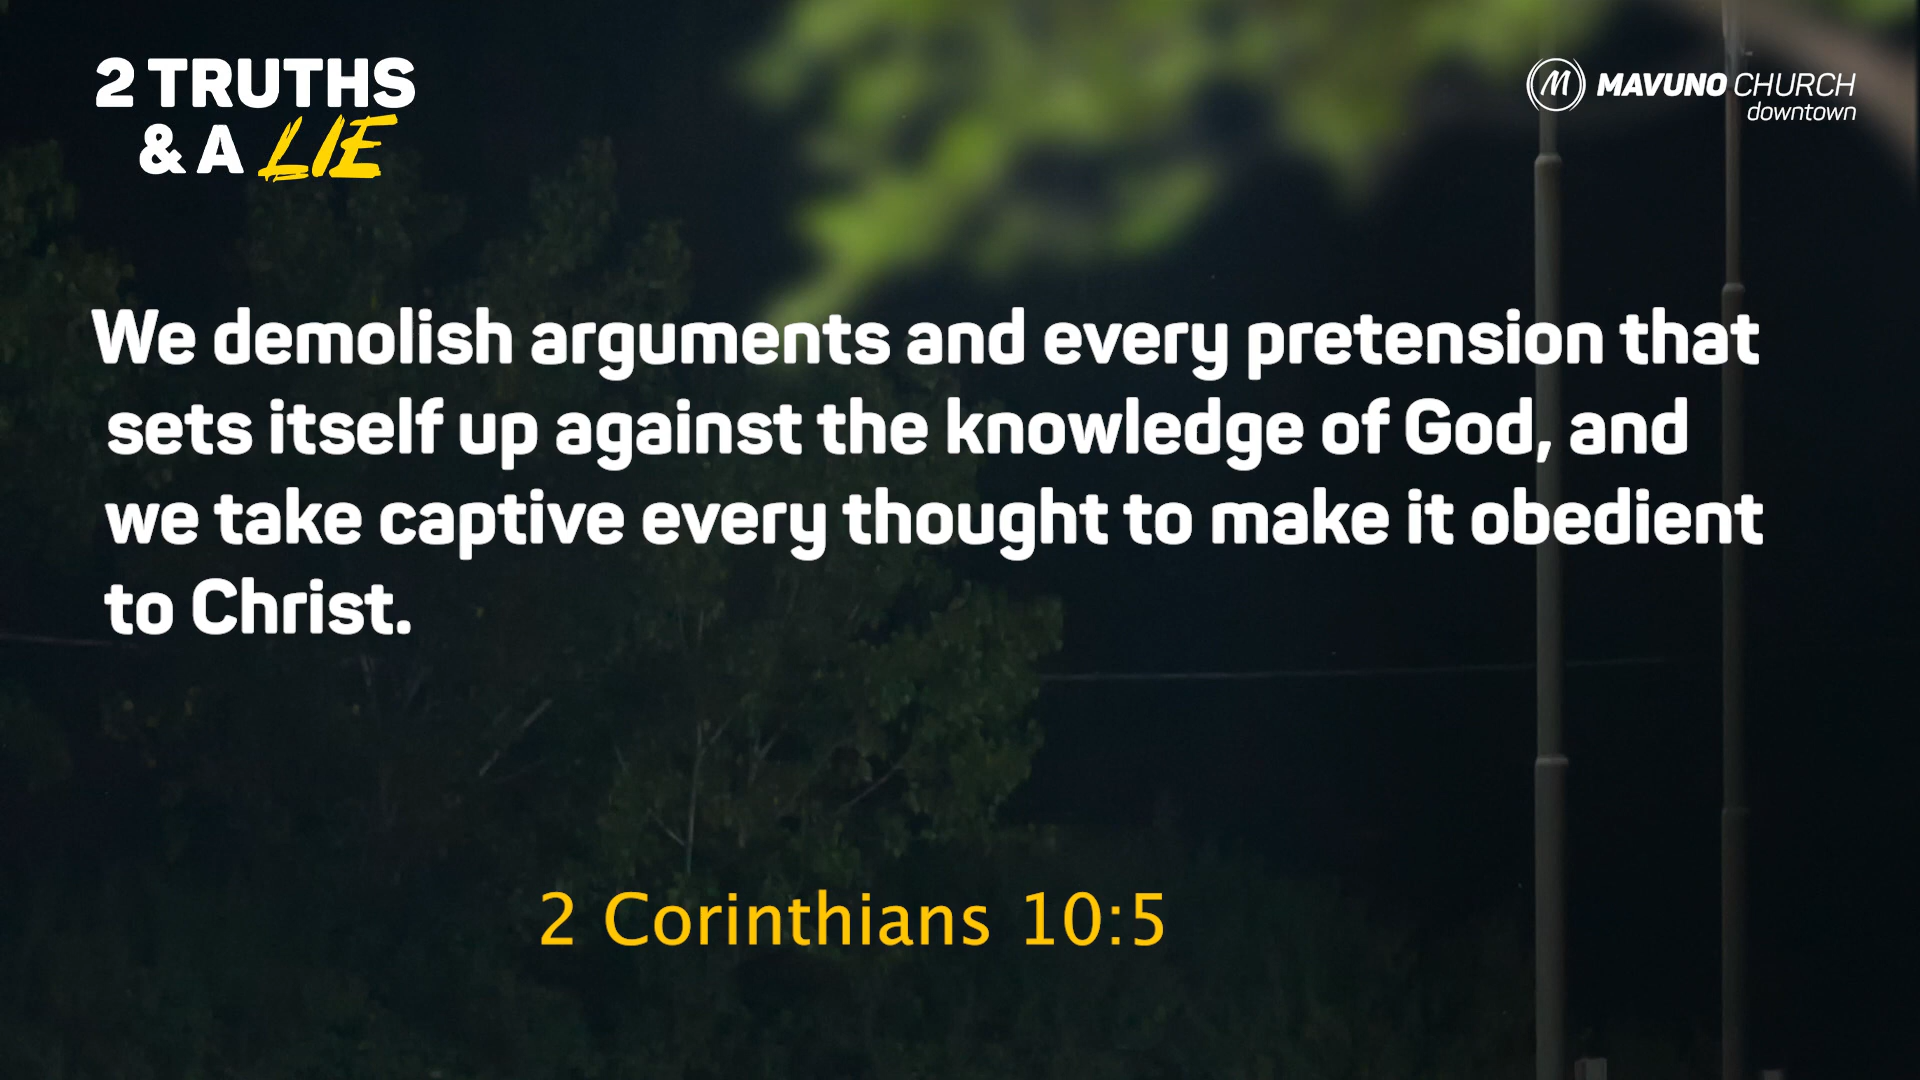 2 TRUTHS
& A LIE
MAVUNO CHURCH
downtown
We demolish arguments and every pretension that
sets itself up against the knowledge of God, and
we take captive every thought to make it obedient
to Christ.
2 Corinthians 10:5